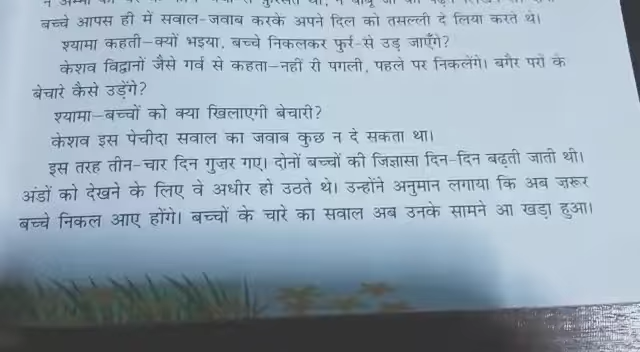 बच्चे आपस ही में सवाल-जवाब करके अपने दिल को तसल्ली दे लिया करते थे।
श्यामा कहती—क्यों भइया, बच्चे निकलकर फुर्र-से उड़ जाएँगे?
केशव विद्वानों जैसे गर्व से कहता—नहीं री पगली, पहले पर निकलेंगे। बगैर परों के
बेचारे कैसे उड़ेंगे?
श्यामा—बच्चों को क्या खिलाएगी बेचारी?
केशव इस पेचीदा सवाल का जवाब कुछ न दे सकता था।
इस तरह तीन-चार दिन गुज़र गए। दोनों बच्चों की जिज्ञासा दिन-दिन बढ़ती जाती थी।
अंडों को देखने के लिए वे अधीर हो उठते थे। उन्होंने अनुमान लगाया कि अब ज़रूर
बच्चे निकल आए होंगे। बच्चों के चारे का सवाल अब उनके सामने आ खड़ा हुआ।